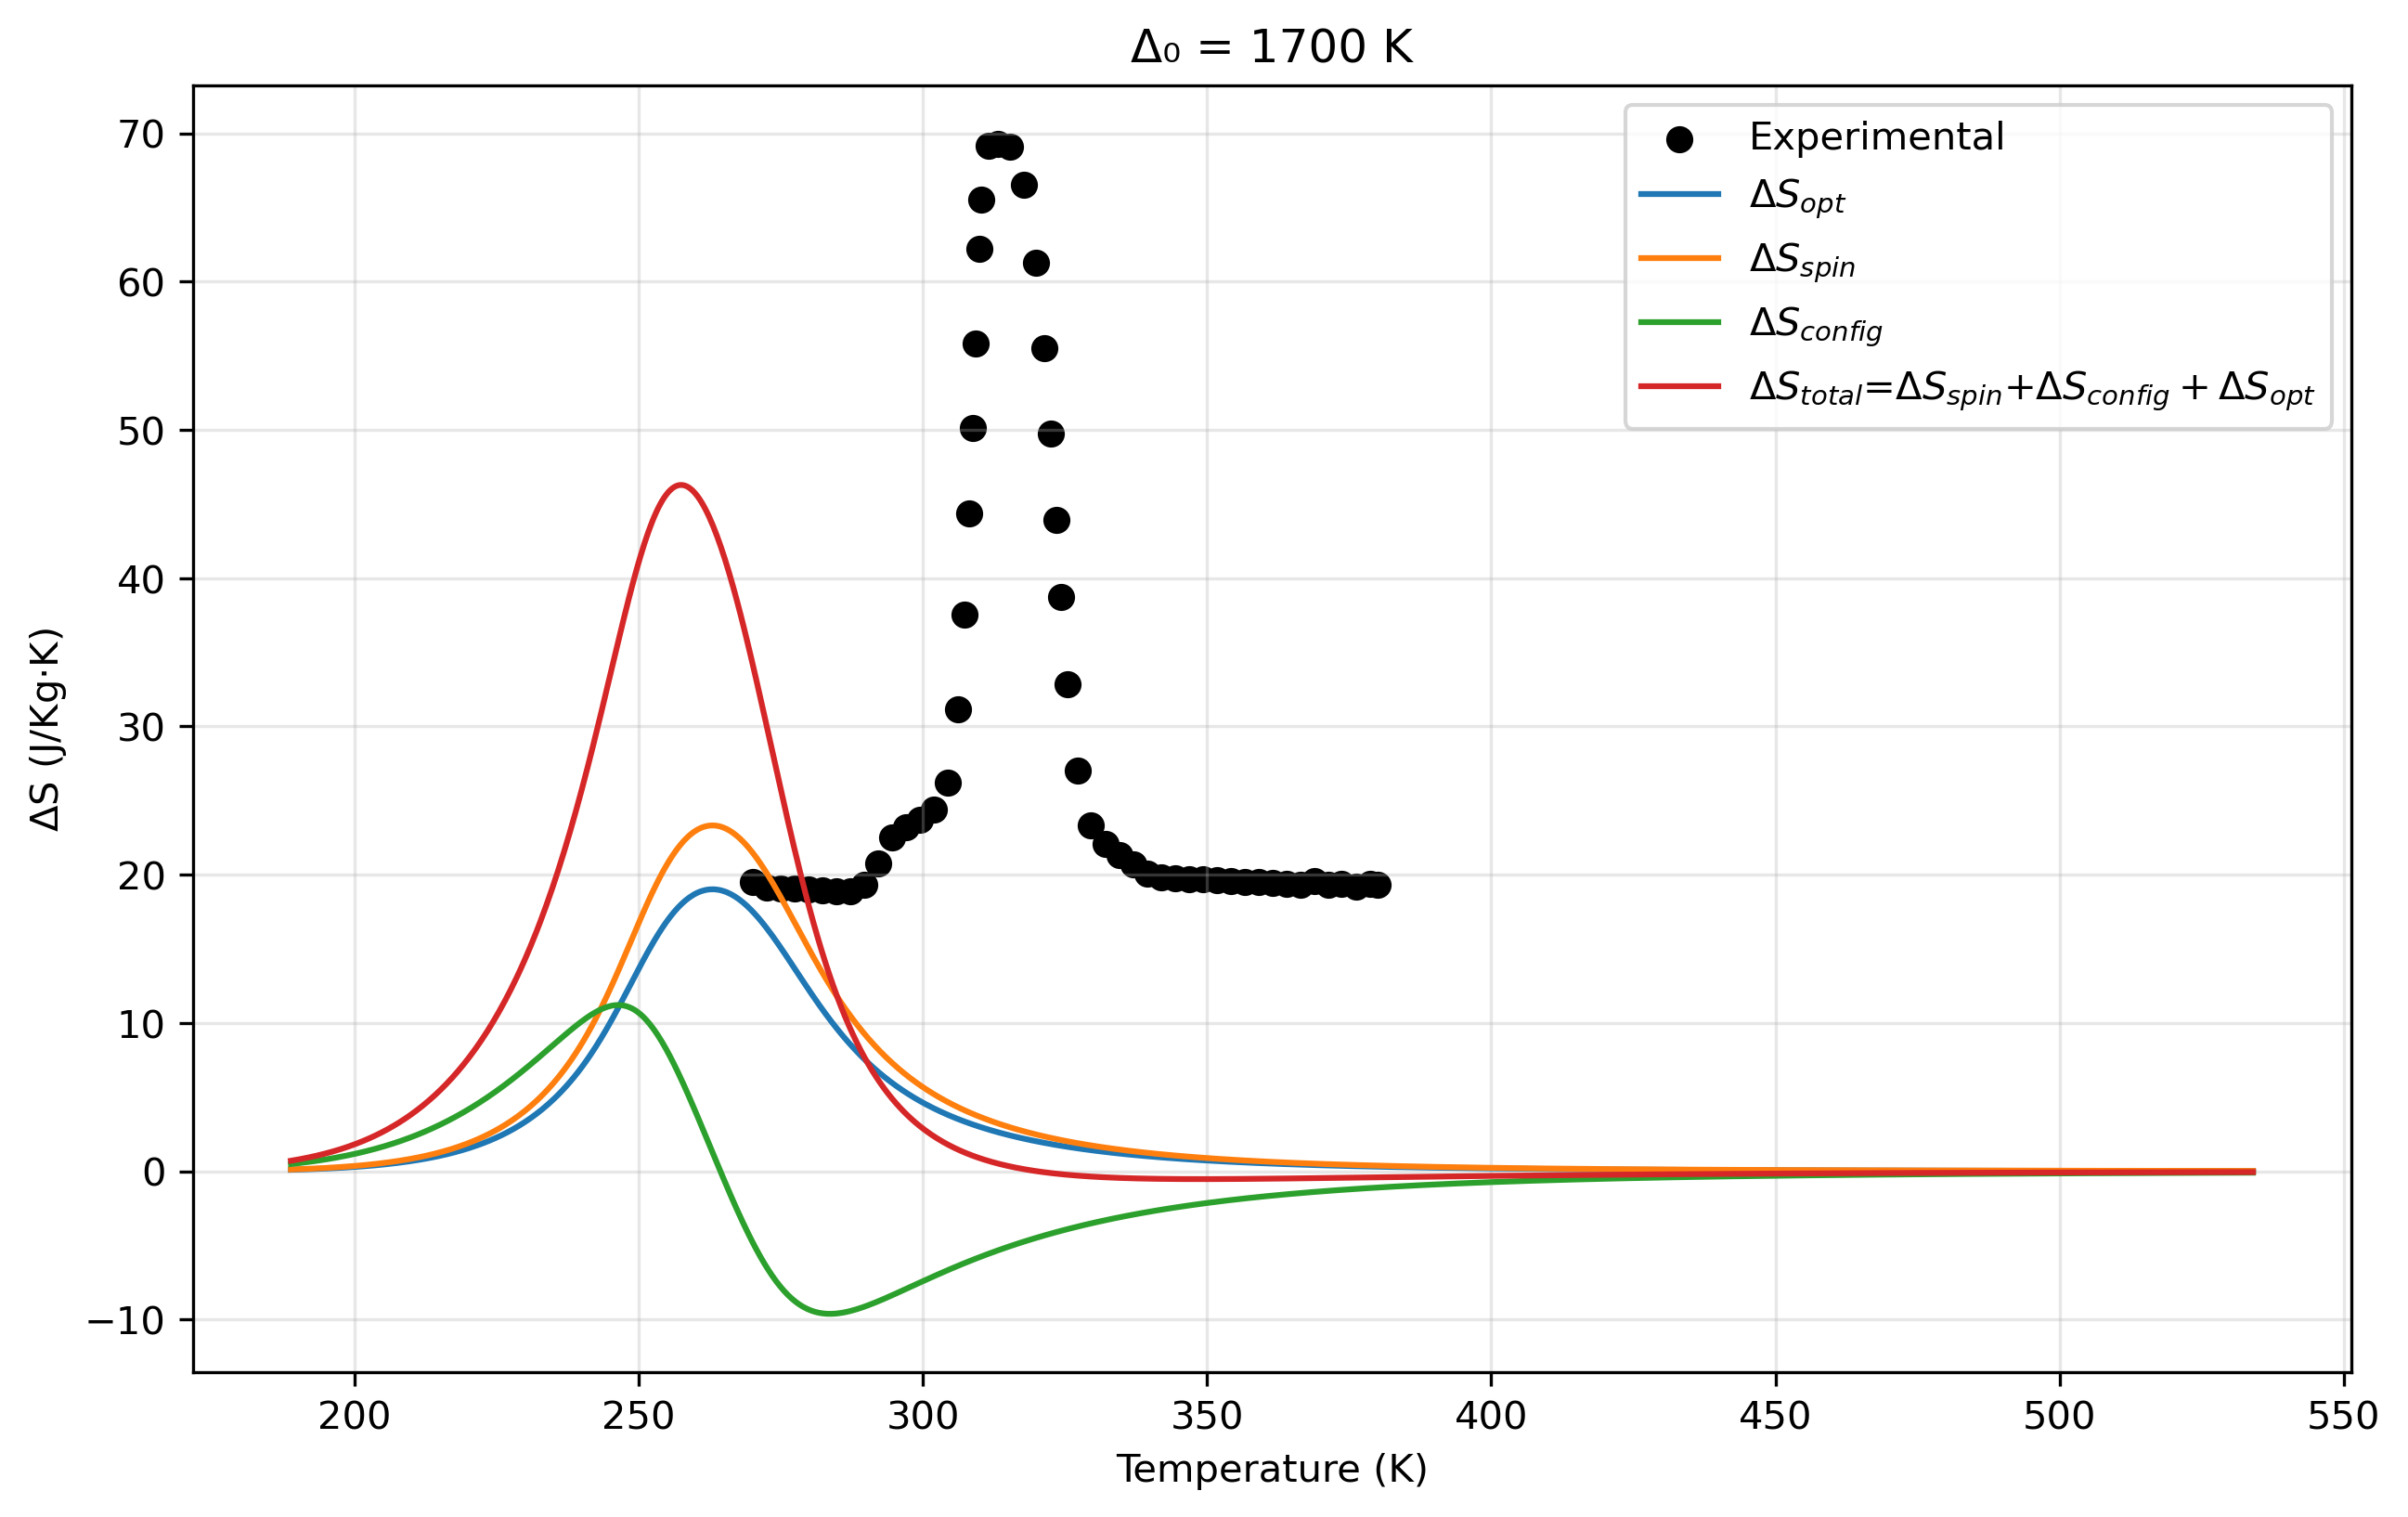 Δ₀ = 1700 K
Experimental
ΔS_opt
ΔS_spin
ΔS_config
ΔS_total=ΔS_spin+ΔS_config + ΔS_opt
ΔS (J/Kg·K)
70
60
50
40
30
20
10
0
−10
200 250 300 350 400 450 500 550
Temperature (K)